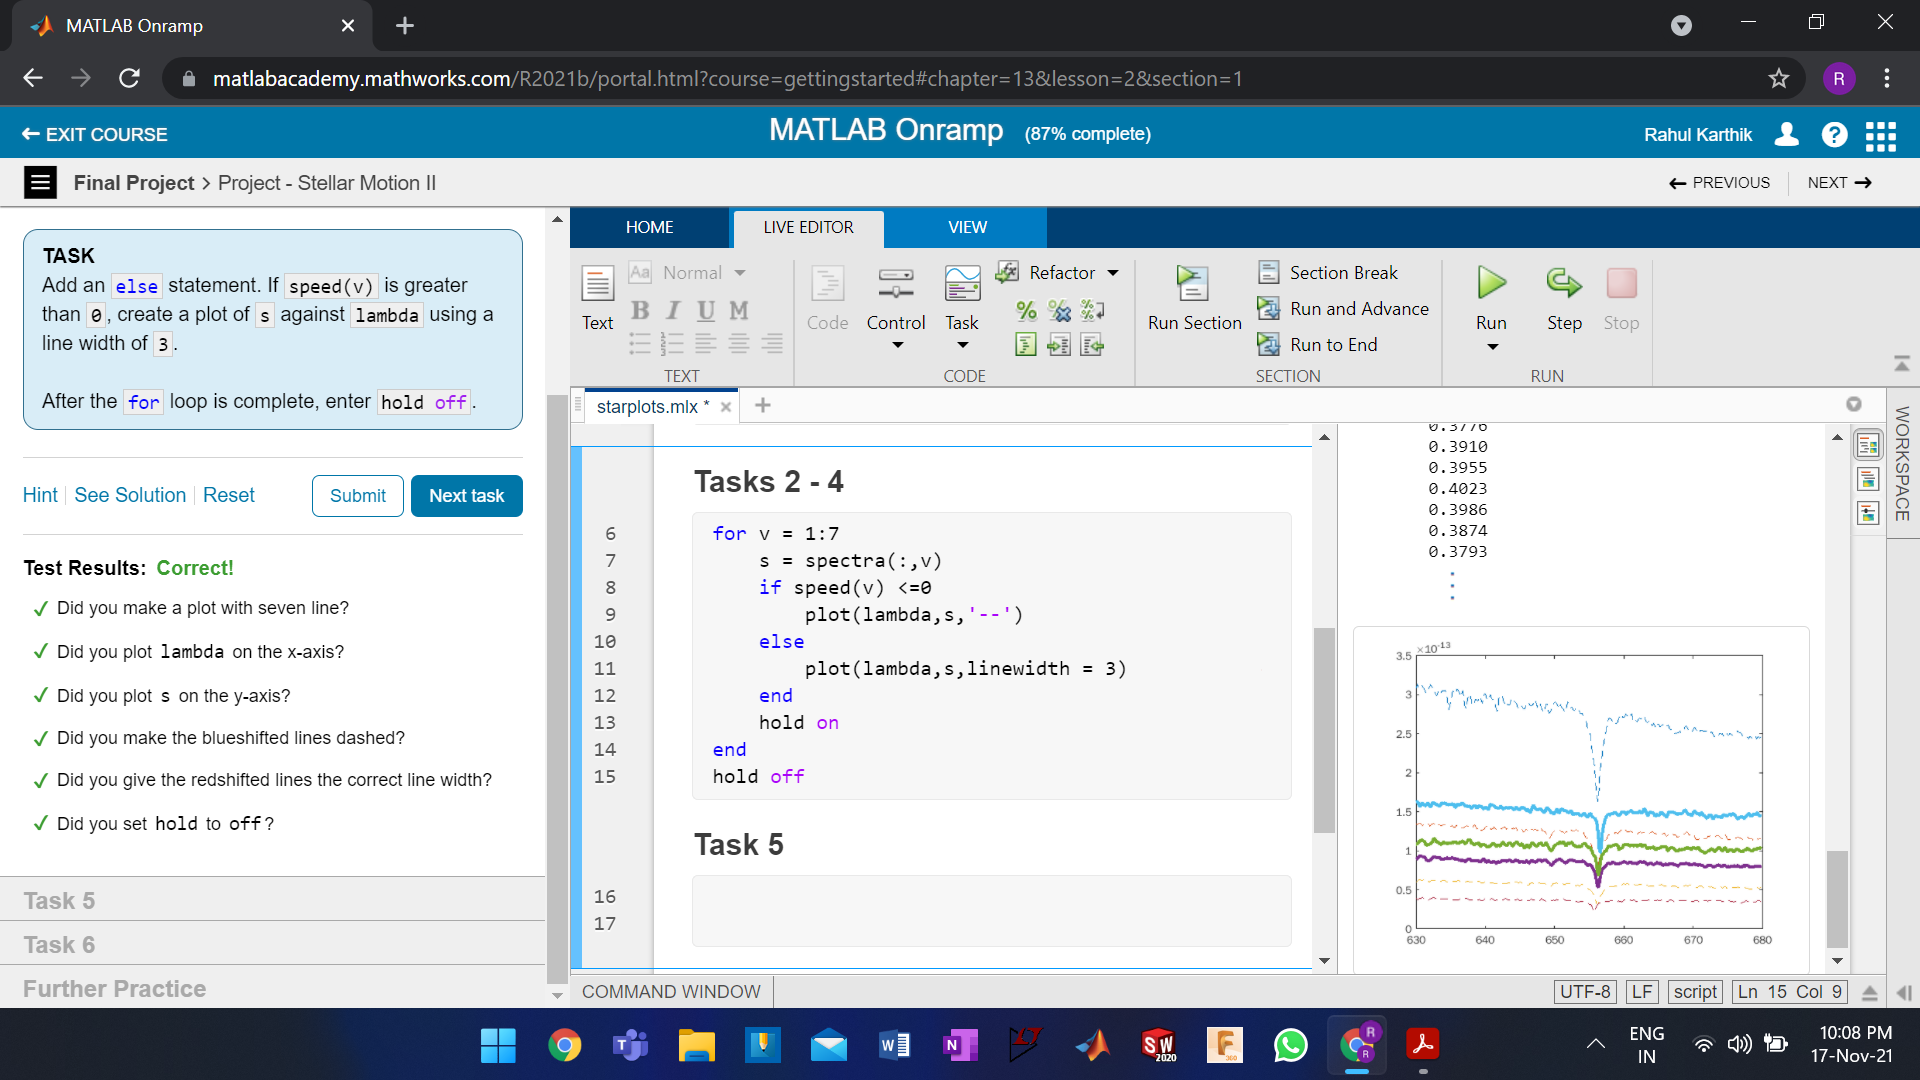 MATLAB Onramp
matlabacademy.mathworks.com/R2021b/portal.html?course=gettingstarted#chapter=13&lesson=2&section=1
R
EXIT COURSE
MATLAB Onramp (87% complete)
Rahul Karthik
?
Final Project > Project - Stellar Motion II
PREVIOUS
NEXT
TASK
Add an else statement. If speed(v) is greater
than 0, create a plot of s against lambda using a
line width of 3.
After the for loop is complete, enter hold off.
Hint See Solution Reset
Submit
Next task
Test Results: Correct!
✓ Did you make a plot with seven line?
✓ Did you plot lambda on the x-axis?
✓ Did you plot s on the y-axis?
✓ Did you make the blueshifted lines dashed?
✓ Did you give the redshifted lines the correct line width?
✓ Did you set hold to off?
Task 5
Task 6
Further Practice
HOME
LIVE EDITOR
VIEW
Text
Aa Normal
B I U M
TEXT
Code
Control
Task
Refactor
CODE
Run Section
Section Break
Run and Advance
Run to End
SECTION
Run
Step
Stop
RUN
starplots.mlx *
WORKSPACE
Tasks 2 - 4
6 for v = 1:7
7 s = spectra(:,v)
8 if speed(v) <=0
9 plot(lambda,s,'--')
10 else
11 plot(lambda,s,linewidth = 3)
12 end
13 hold on
14 end
15 hold off
Task 5
16
17
0.3776
0.3910
0.3955
0.4023
0.3986
0.3874
0.3793
×10-13
3.5
3
2.5
2
1.5
1
0.5
0
630 640 650 660 670 680
COMMAND WINDOW
UTF-8 LF script Ln 15 Col 9
SW
2020
F
360
W
N
T
R
R
ENG
IN
10:08 PM
17-Nov-21